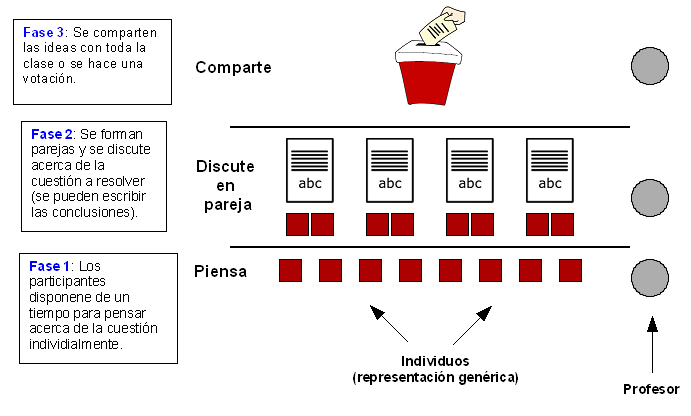 Fase 3: Se comparten
las ideas con toda la
clase o se hace una
votación.
Comparte
Fase 2: Se forman
parejas y se discute
acerca de la
cuestión a resolver
(se pueden escribir
las conclusiones).
Discute
en
pareja
abc
abc
abc
abc
Fase 1: Los
participantes
disponene de un
tiempo para pensar
acerca de la cuestión
individialmente.
Piensa
Individuos
(representación genérica)
Profesor